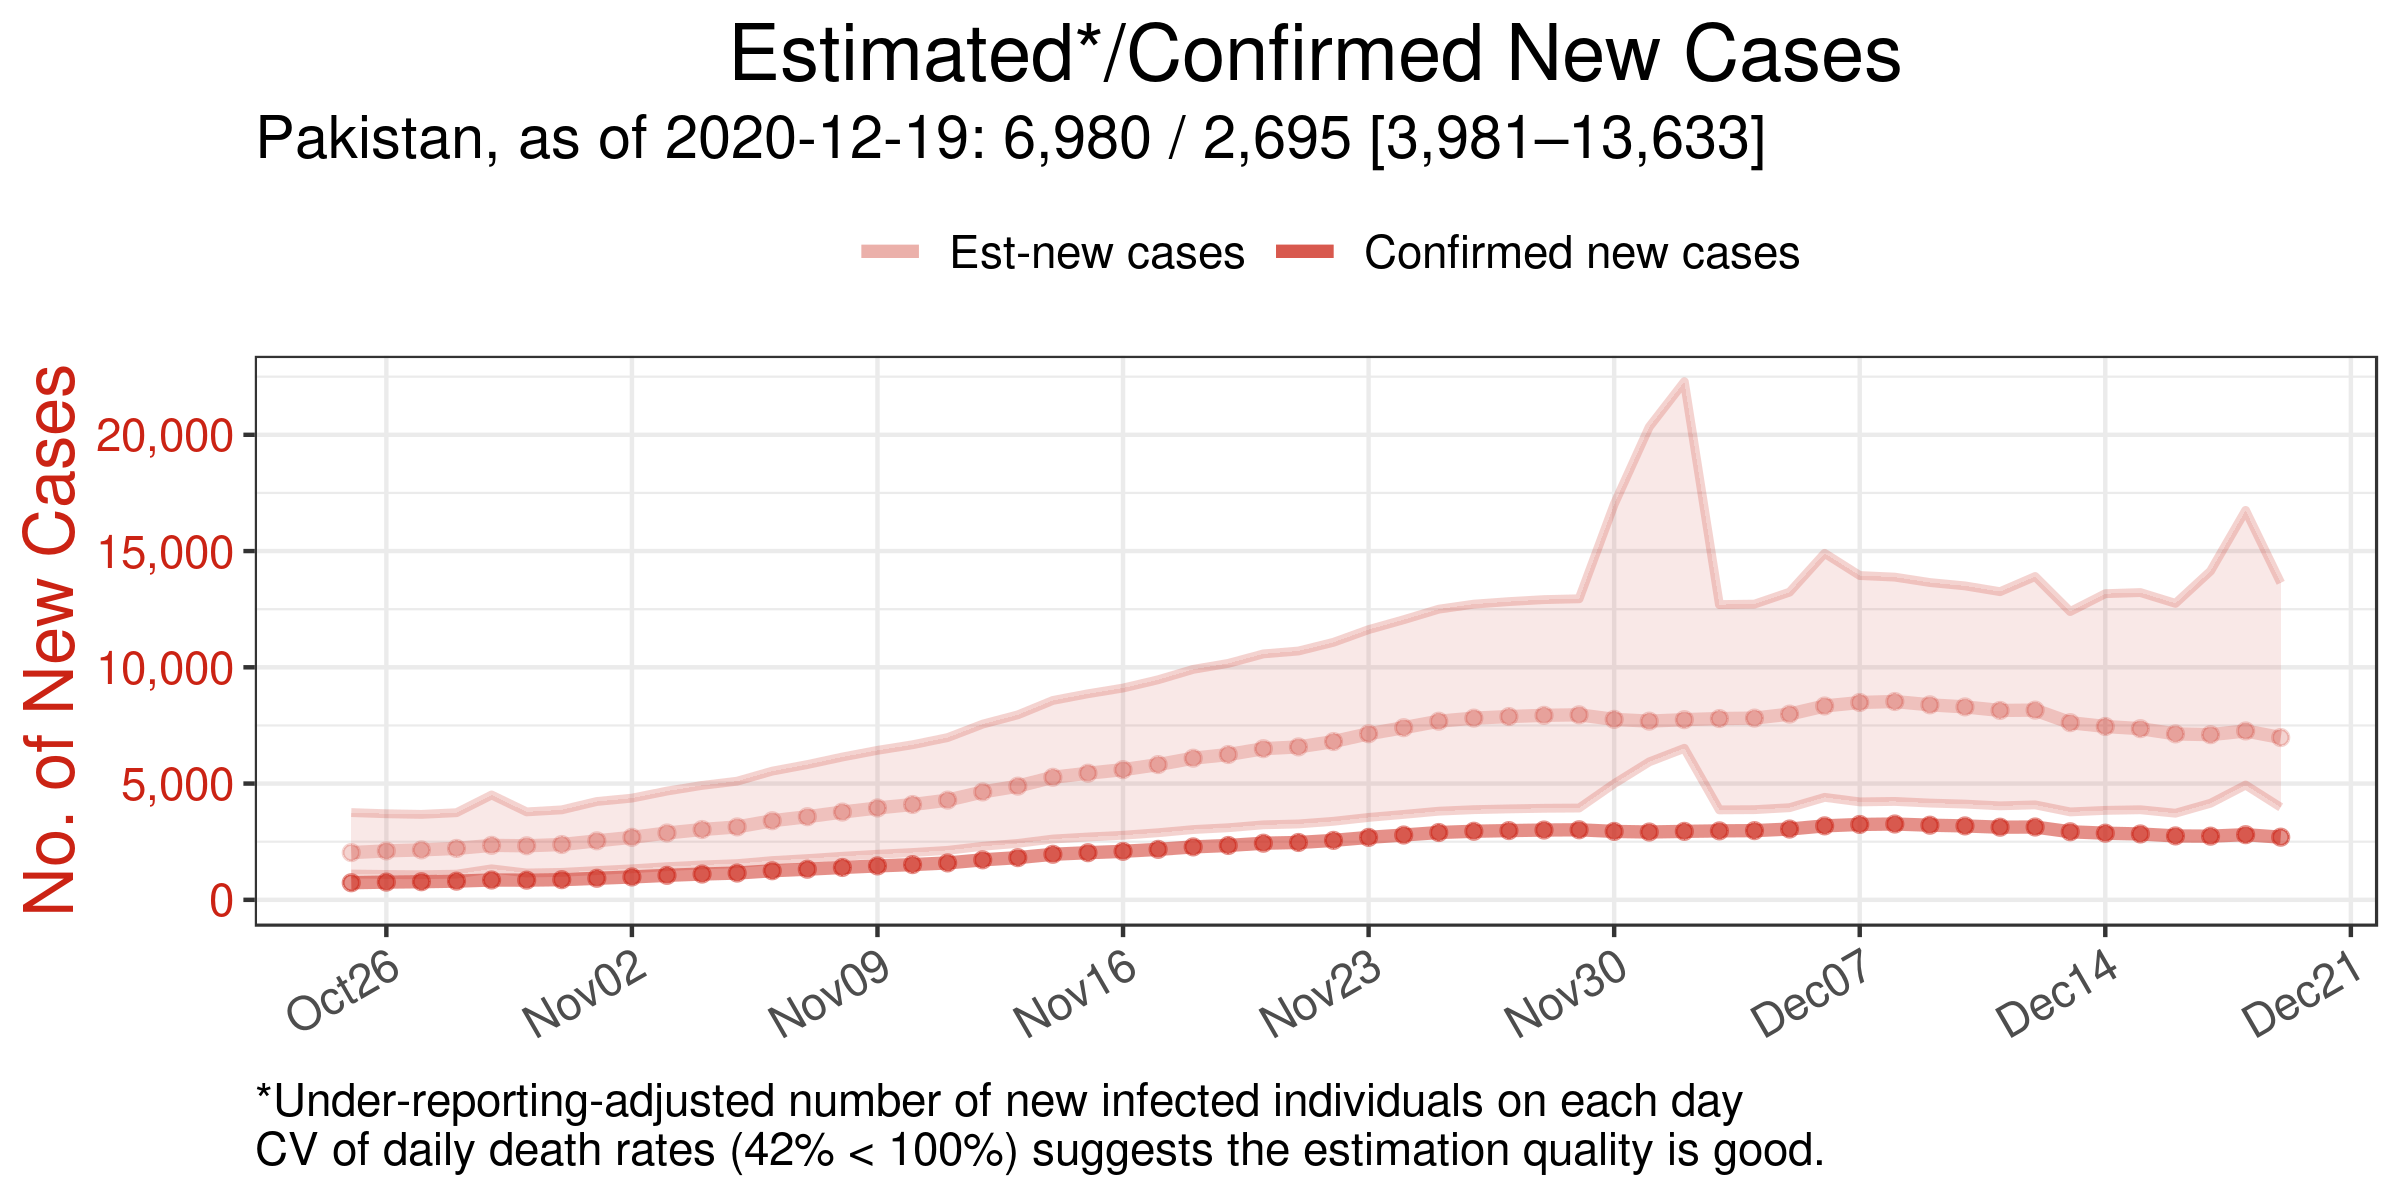 Estimated*/Confirmed New Cases
Pakistan, as of 2020-12-19: 6,980 / 2,695 [3,981–13,633]
Est-new cases Confirmed new cases
No. of New Cases
20,000
15,000
10,000
5,000
0
Oct26 Nov02 Nov09 Nov16 Nov23 Nov30 Dec07 Dec14 Dec21
*Under-reporting-adjusted number of new infected individuals on each day
CV of daily death rates (42% < 100%) suggests the estimation quality is good.